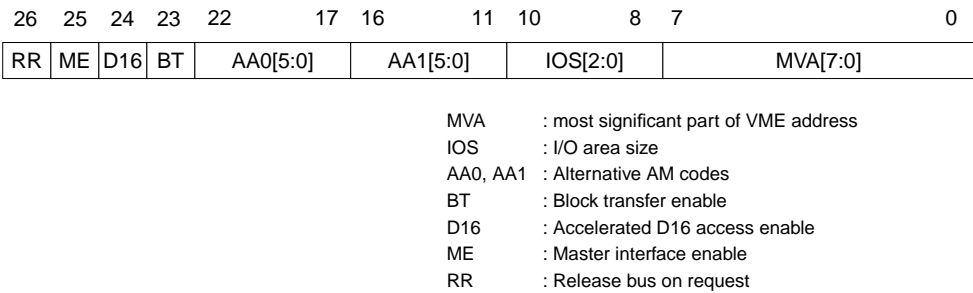 26 25 24 23 22 17 16 11 10 8 7 0
RR ME D16 BT AA0[5:0] AA1[5:0] IOS[2:0] MVA[7:0]
MVA : most significant part of VME address
IOS : I/O area size
AA0, AA1 : Alternative AM codes
BT : Block transfer enable
D16 : Accelerated D16 access enable
ME : Master interface enable
RR : Release bus on request